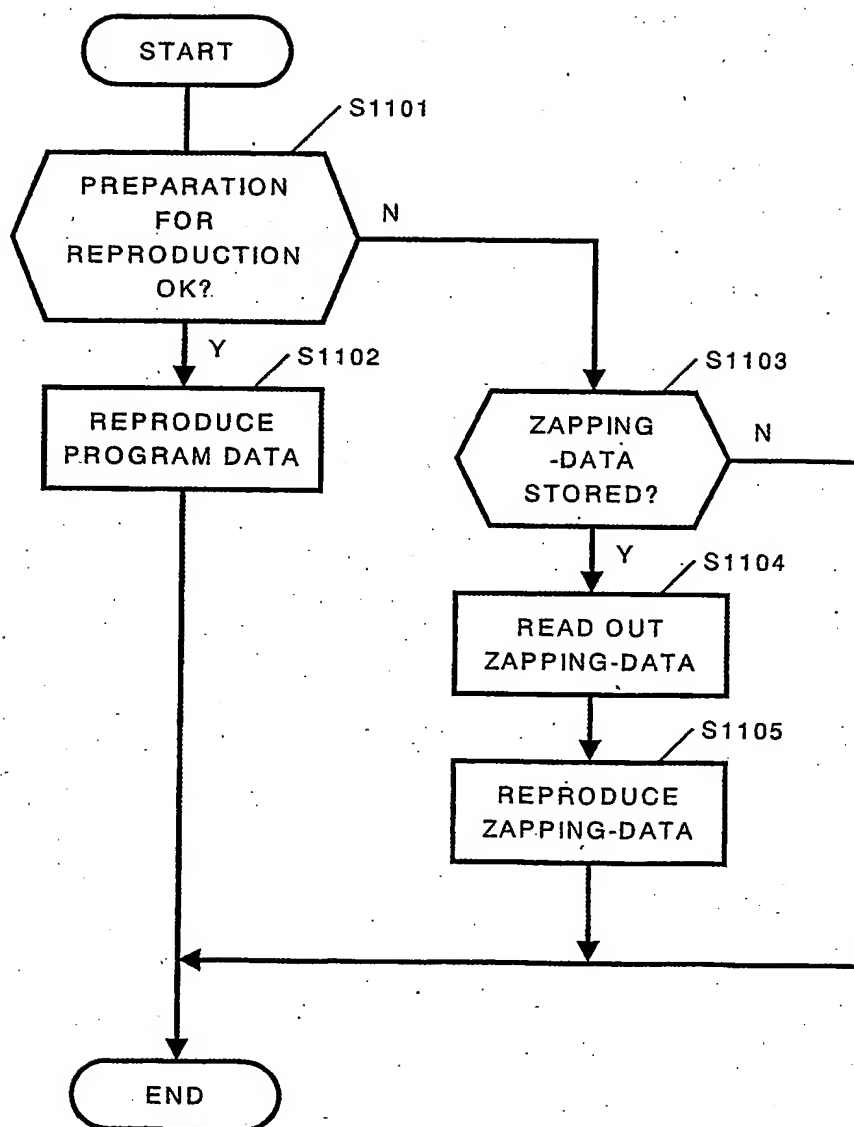 START
S1101
PREPARATION
FOR
REPRODUCTION
OK?
N
Y
S1102
REPRODUCE
PROGRAM DATA
S1103
ZAPPING
-DATA
STORED?
N
Y
S1104
READ OUT
ZAPPING-DATA
S1105
REPRODUCE
ZAPPING-DATA
END